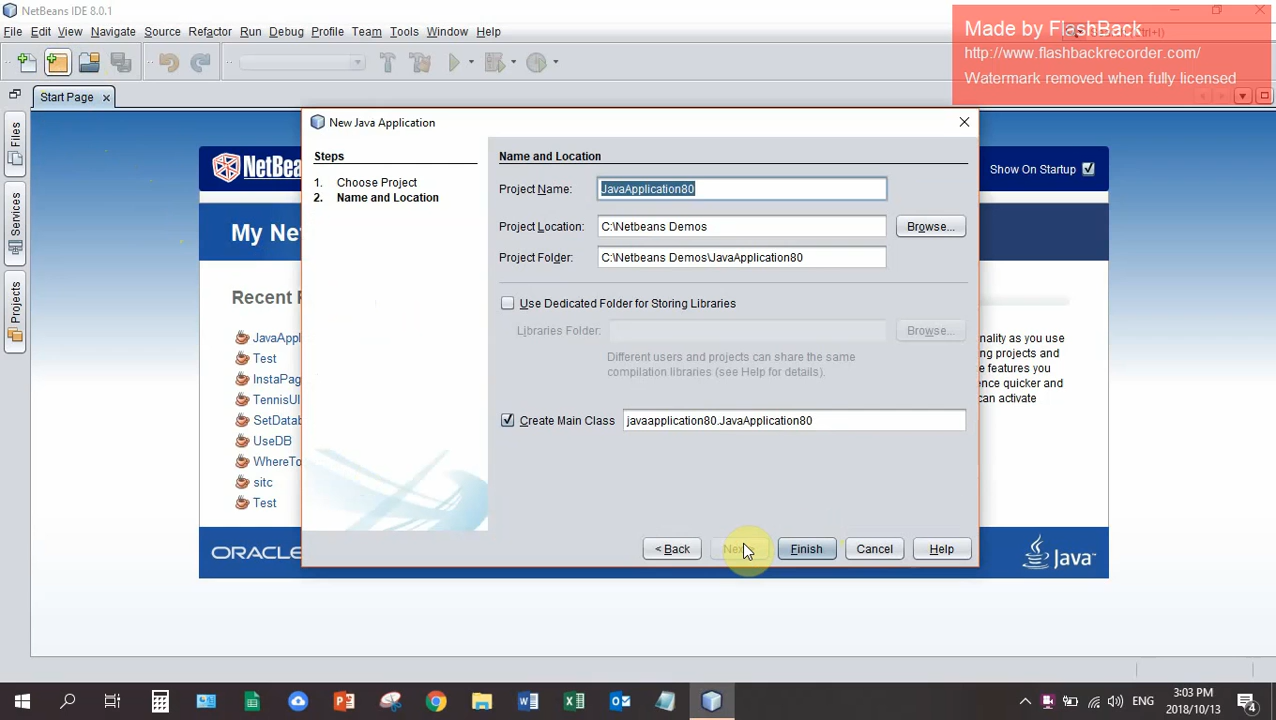 NetBeans IDE 8.0.1
File Edit View Navigate Source Refactor Run Debug Profile Team Tools Window Help
Made by FlashBack
http://www.flashbackrecorder.com/
Watermark removed when fully licensed
Start Page
Files
Services
Projects
NetBe
Show On Startup
My Ne
Recent
JavaAppl
Test
InstaPag
TennisUI
SetDatab
UseDB
WhereTo
sitc
Test
nality as you use
ng projects and
e features you
ence quicker and
can activate
ORACLE
Java
New Java Application
Steps
1. Choose Project
2. Name and Location
Name and Location
Project Name: JavaApplication80
Project Location: C:\Netbeans Demos Browse...
Project Folder: C:\Netbeans Demos\JavaApplication80
Use Dedicated Folder for Storing Libraries
Libraries Folder: Browse...
Different users and projects can share the same
compilation libraries (see Help for details).
Create Main Class javaapplication80.JavaApplication80
< Back Nex Finish Cancel Help
ENG
3:03 PM
2018/10/13
4